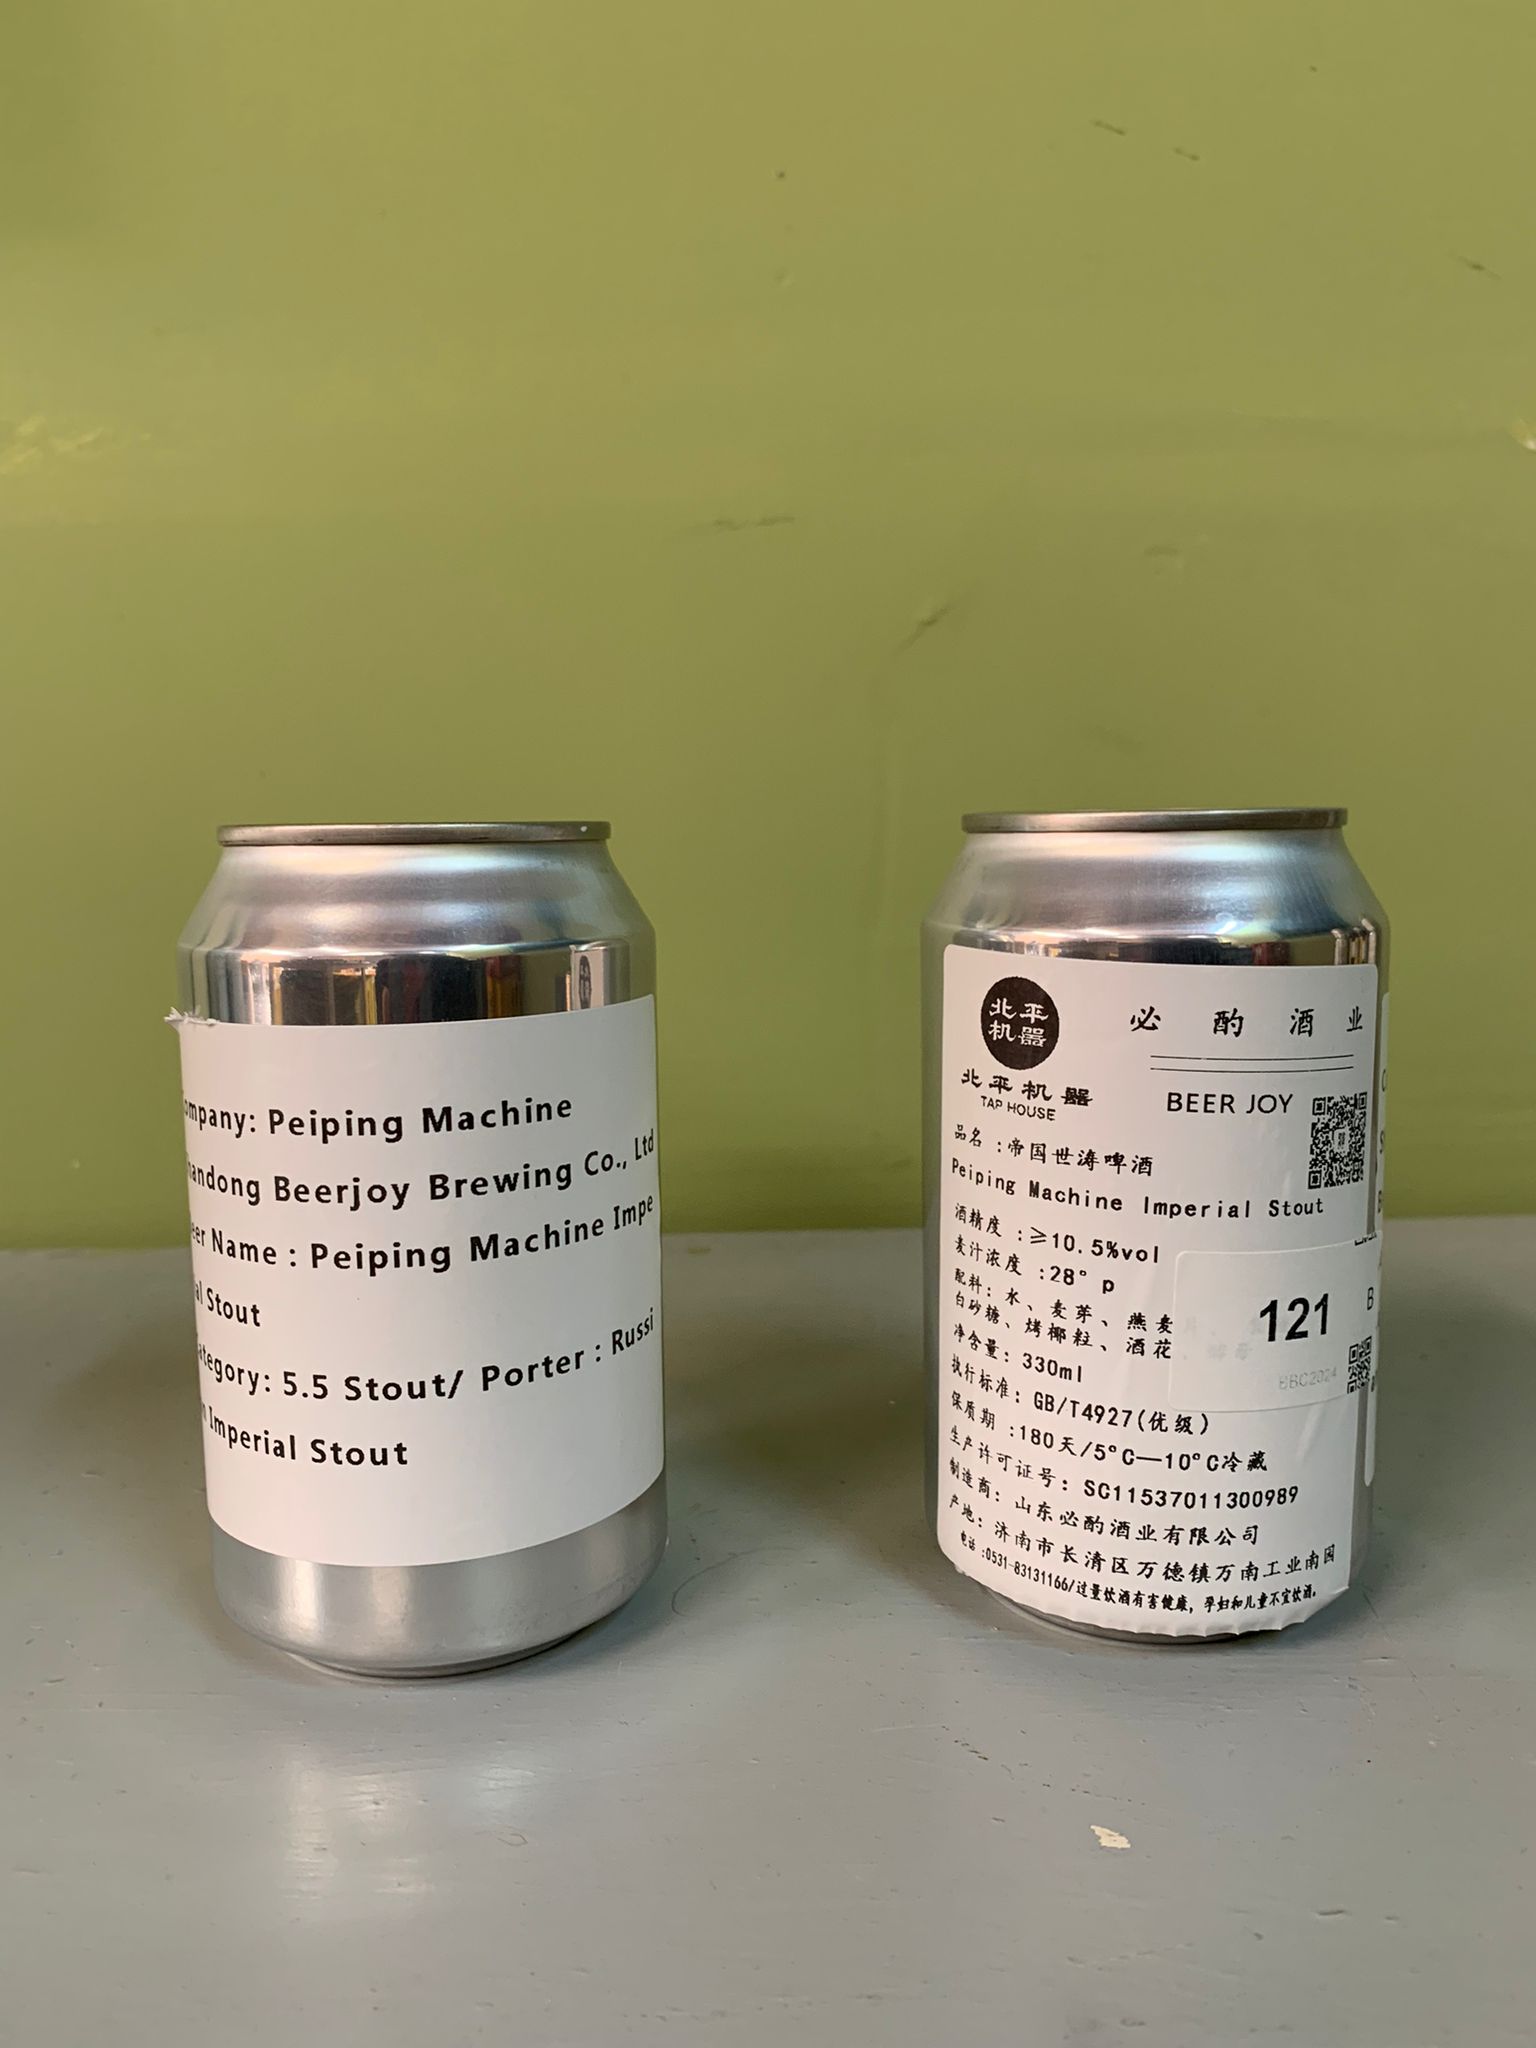 ompany: Peiping Machine
handong Beerjoy Brewing Co., Ltd
er Name : Peiping Machine Impe
al Stout
ategory: 5.5 Stout/ Porter : Russi
n Imperial Stout
北平
机器
北平机器
TAP HOUSE
必酌酒业
BEER JOY
品名 :帝国世涛啤酒
Peiping Machine Imperial Stout
酒精度 :≥10.5%vol
麦汁浓度 :28° p
配料: 水、麦芽、燕麦
白砂糖、烤椰粒、酒花、酵母
净含量: 330ml
执行标准: GB/T4927(优级)
保质期 :180天/5°C—10°C冷藏
生产许可证号: SC11537011300989
制造商: 山东必酌酒业有限公司
产地: 济南市长清区万德镇万南工业南园
电话 :0531-83131166/过量饮酒有害健康，孕妇和儿童不宜饮酒。
121
BBC2024